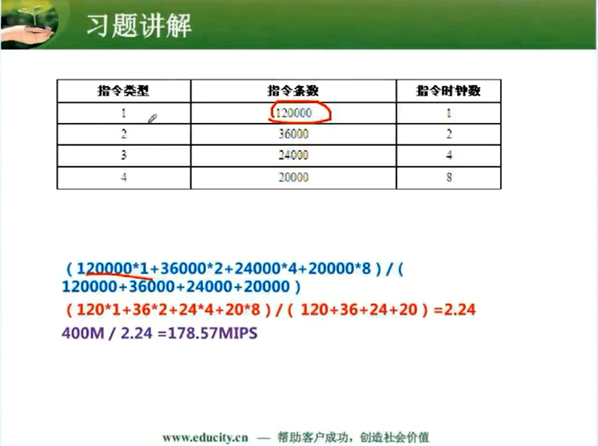 习题讲解
指令类型 指令条数 指令时钟数
1 120000 1
2 36000 2
3 24000 4
4 20000 8
（120000*1+36000*2+24000*4+20000*8）/（
120000+36000+24000+20000）
（120*1+36*2+24*4+20*8）/（ 120+36+24+20）=2.24
400M / 2.24 =178.57MIPS
www.educity.cn — 帮助客户成功，创造社会价值